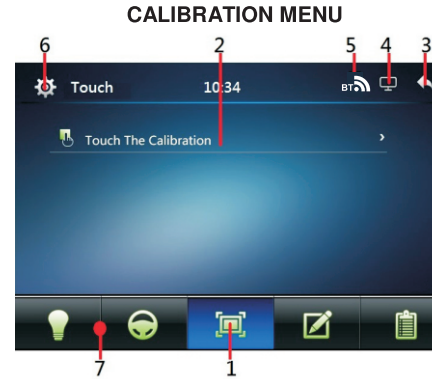 CALIBRATION MENU
6 2 5 4 3
Touch 10:34 BT
Touch The Calibration ›
7 1